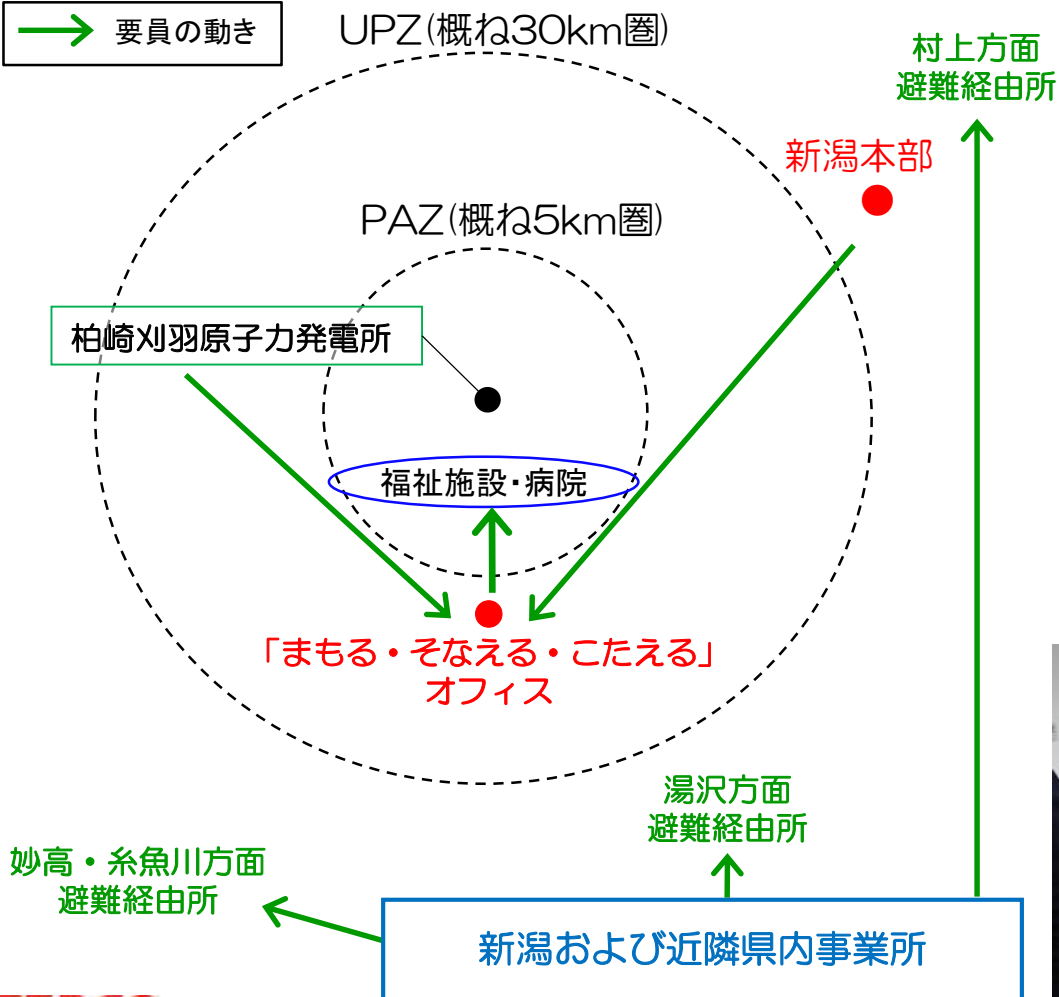 要員の動き
UPZ(概ね30km圏)
村上方面
避難経由所
新潟本部
PAZ(概ね5km圏)
柏崎刈羽原子力発電所
福祉施設・病院
「まもる・そなえる・こたえる」
オフィス
湯沢方面
避難経由所
妙高・糸魚川方面
避難経由所
新潟および近隣県内事業所